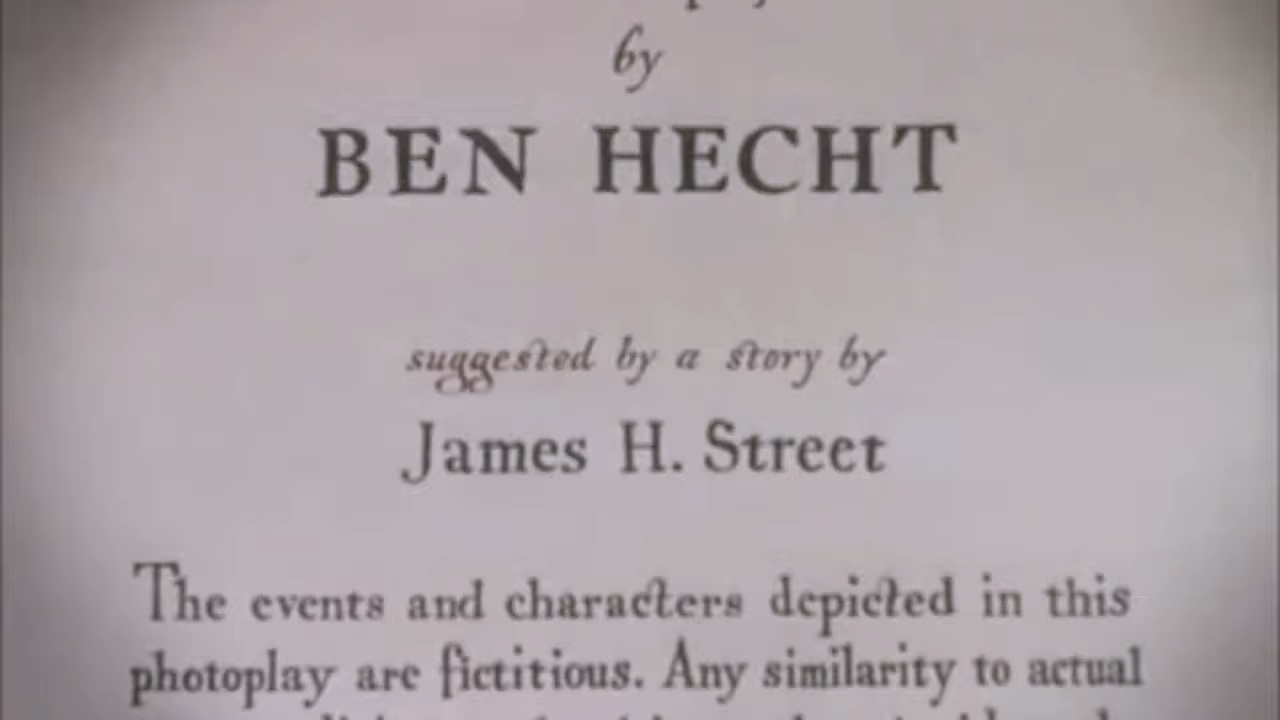 by
BEN HECHT
suggested by a story by
James H. Street
The events and characters depicted in this
photoplay are fictitious. Any similarity to actual